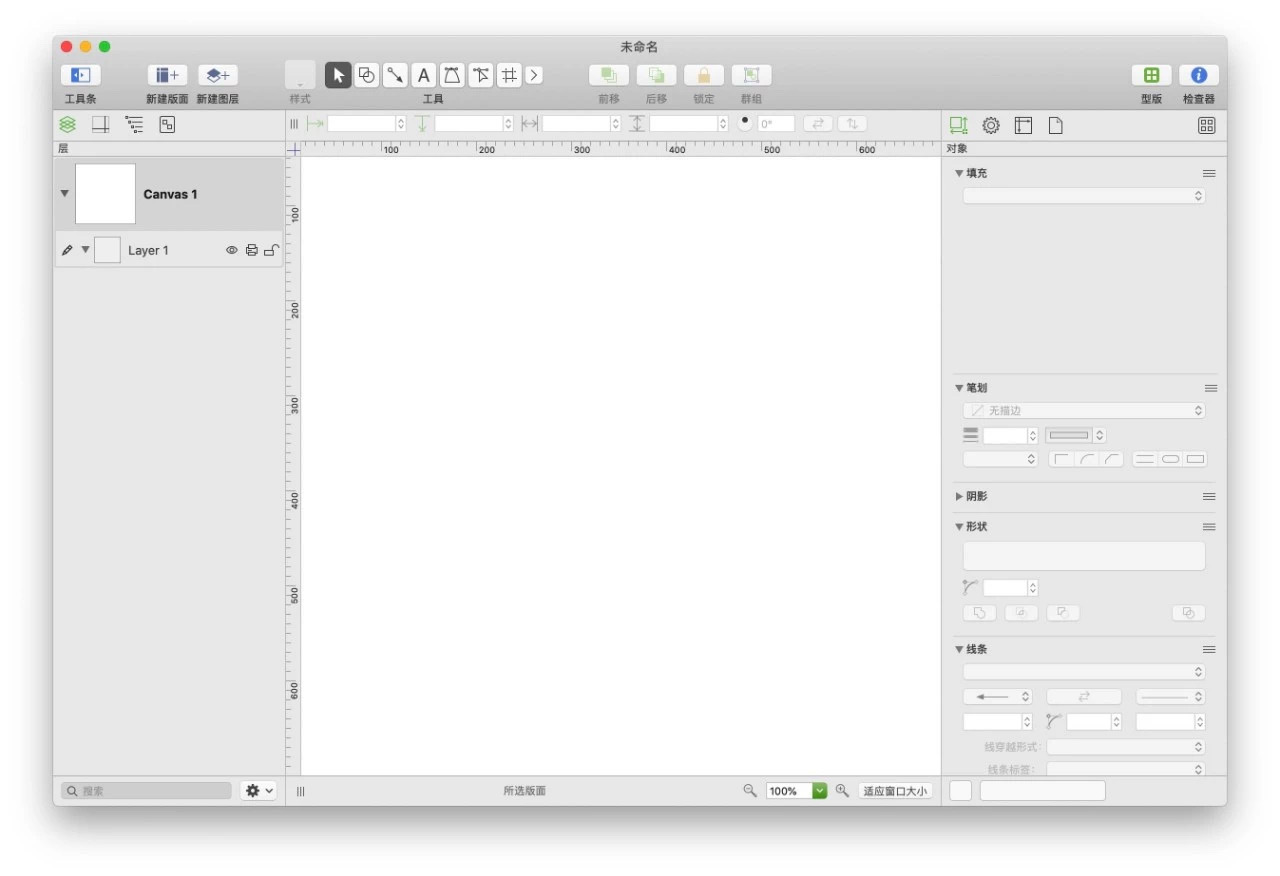 未命名
工具条
新建版面
新建图层
样式
工具
前移
后移
锁定
群组
型版
检查器
0°
层
100 200 300 400 500 600
对象
Canvas 1
Layer 1
100
200
300
400
500
600
填充
笔划
无描边
阴影
形状
线条
线穿越形式:
线条标签:
搜索
所选版面
100%
适应窗口大小